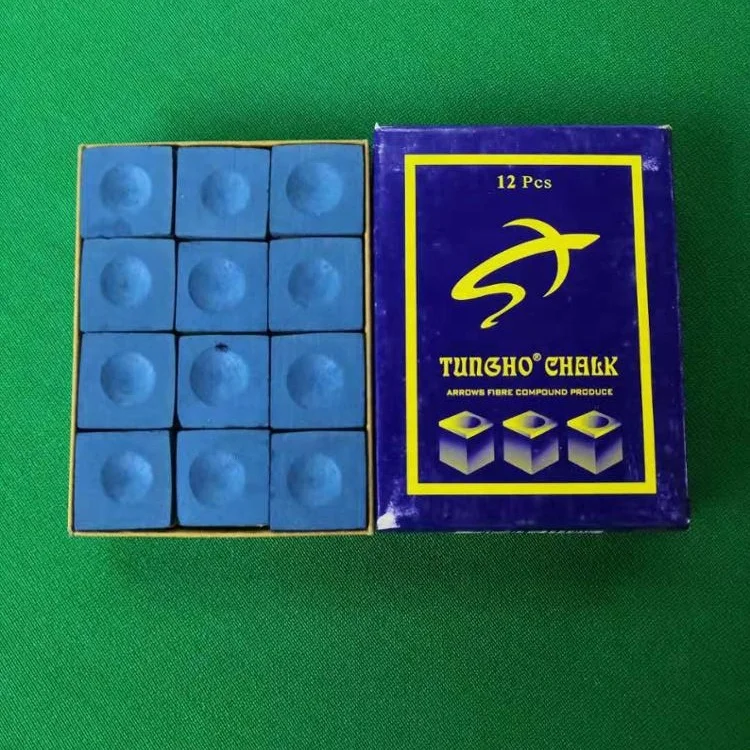 12 Pcs
TUNGHO® CHALK
ARROWS FIBRE COMPOUND PRODUCE